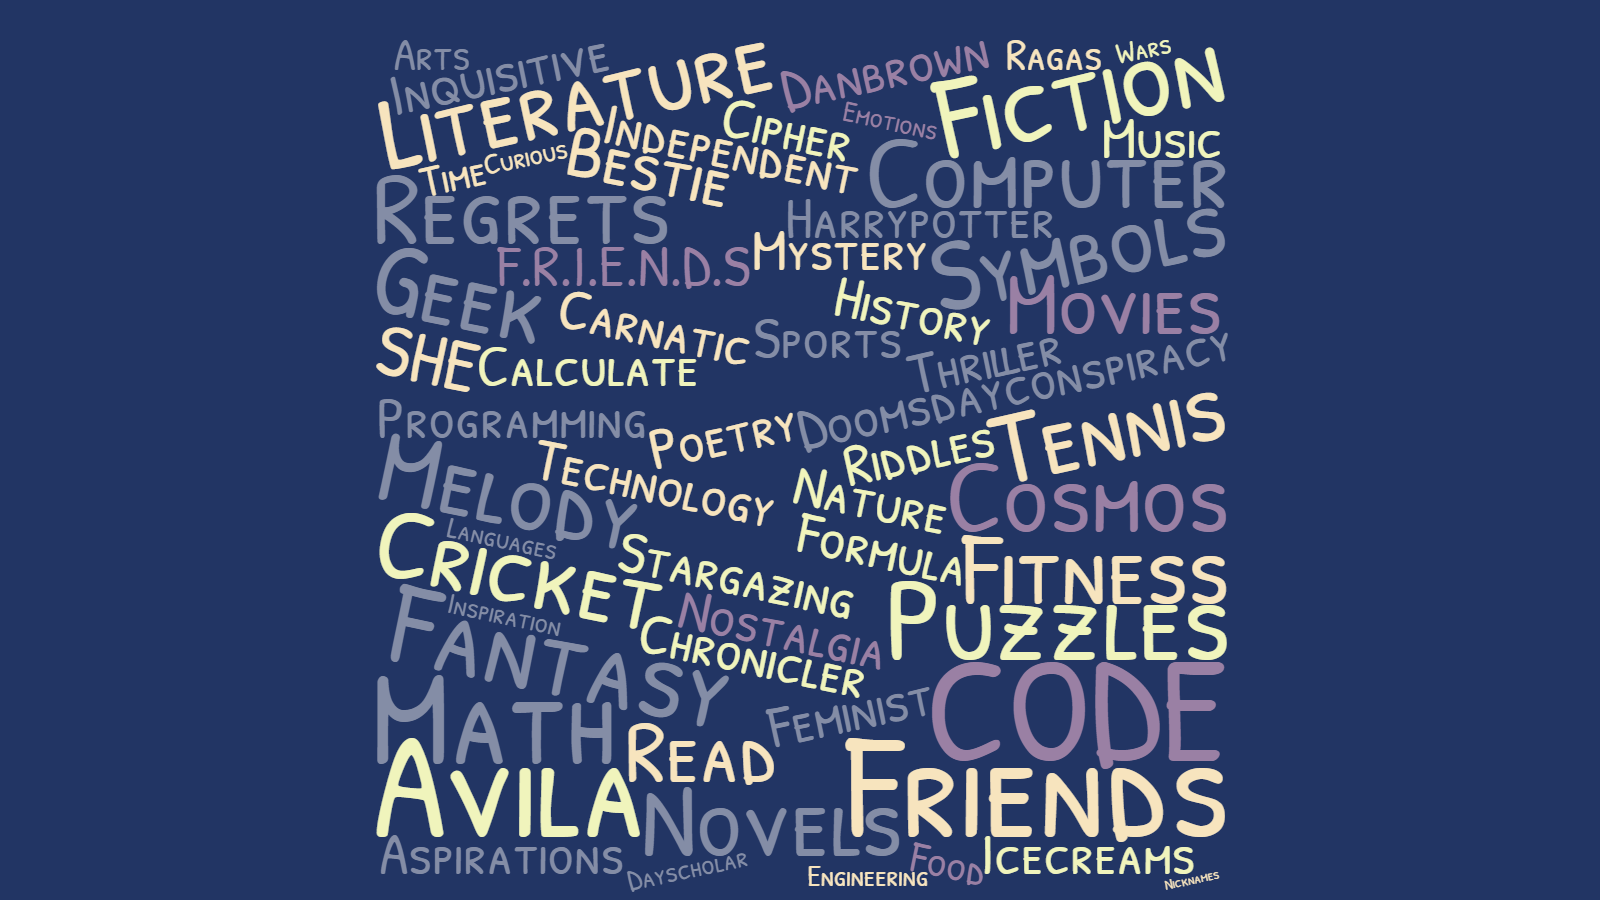 Arts
Inquisitive
Literature
Danbrown
Ragas
Wars
Fiction
Emotions
Cipher
Music
Independent
Time
Curious
Bestie
Computer
Regrets
Harrypotter
Symbols
F.R.I.E.N.D.S
Mystery
Geek
Carnatic
History
Movies
Sports
SHE
Calculate
Thriller
DoomsdayConspiracy
Programming
Poetry
Riddles
Tennis
Melody
Technology
Nature
Cosmos
Languages
Cricket
Stargazing
Formula
Fitness
Inspiration
Nostalgia
Puzzles
Fantasy
Chronicler
Math
Feminist
CODE
Read
Avila
Friends
Novels
Aspirations
Dayscholar
Engineering
Food
Icecreams
Nicknames